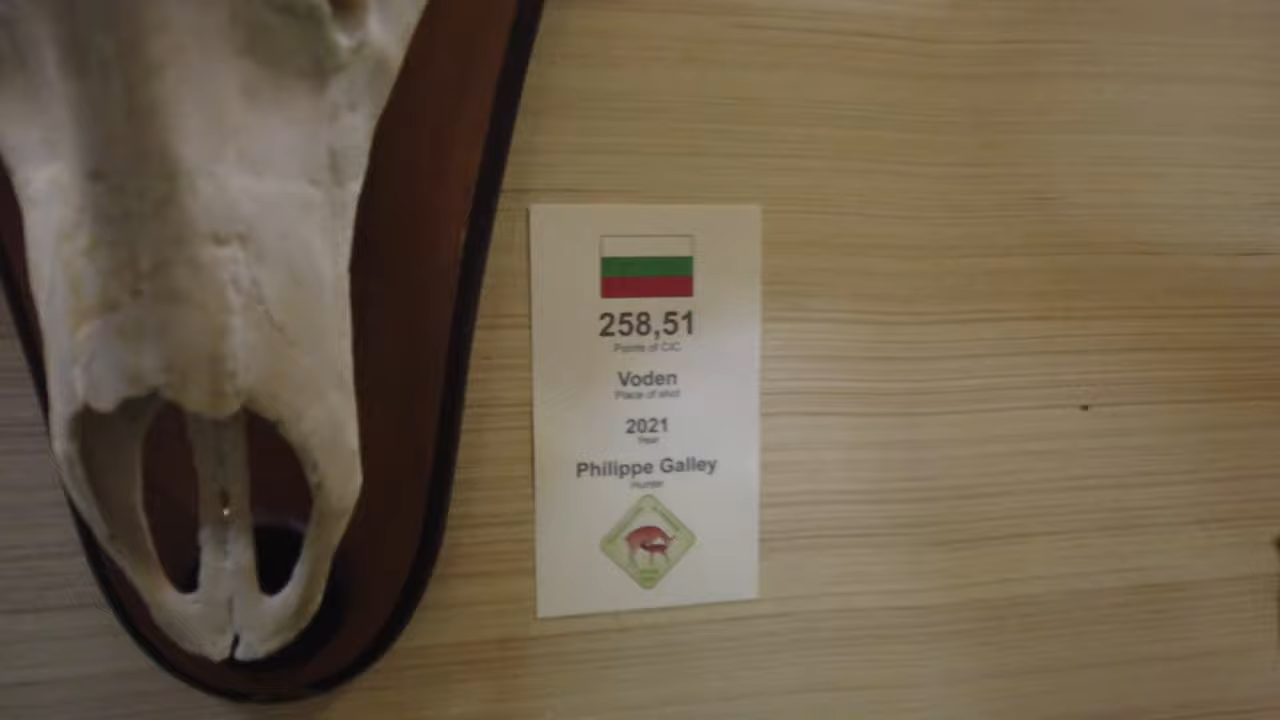 258,51
Points of CIC
Voden
Place of shot
2021
Year
Philippe Galley
Hunter